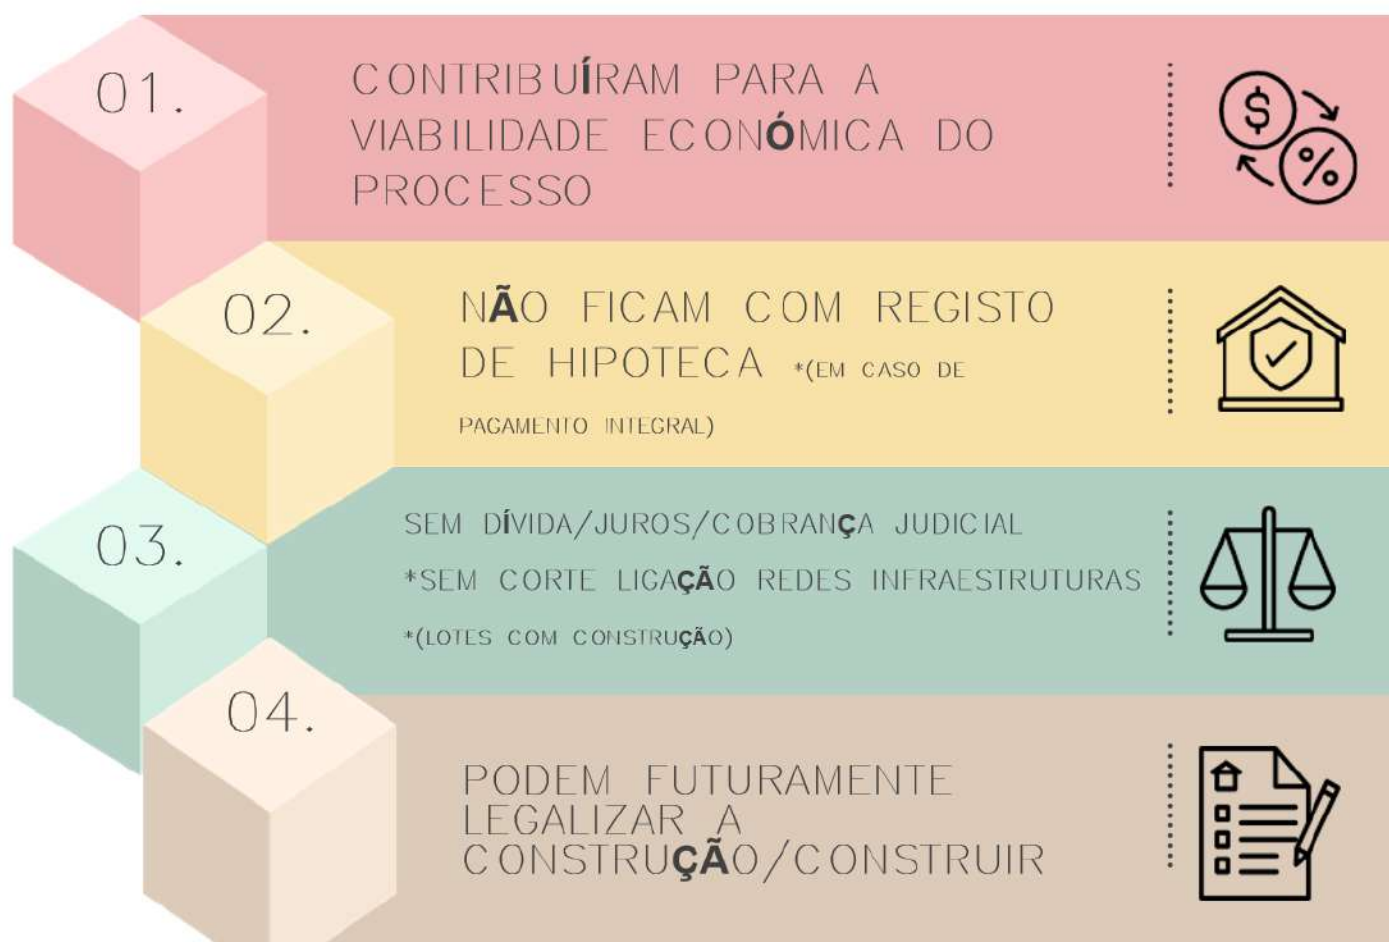 01.
CONTRIBUÍRAM PARA A
VIABILIDADE ECONÓMICA DO
PROCESSO
$
%
02.
NÃO FICAM COM REGISTO
DE HIPOTECA *(EM CASO DE
PAGAMENTO INTEGRAL)
03.
SEM DÍVIDA/JUROS/COBRANÇA JUDICIAL
*SEM CORTE LIGAÇÃO REDES INFRAESTRUTURAS
*(LOTES COM CONSTRUÇÃO)
04.
PODEM FUTURAMENTE
LEGALIZAR A
CONSTRUÇÃO/CONSTRUIR